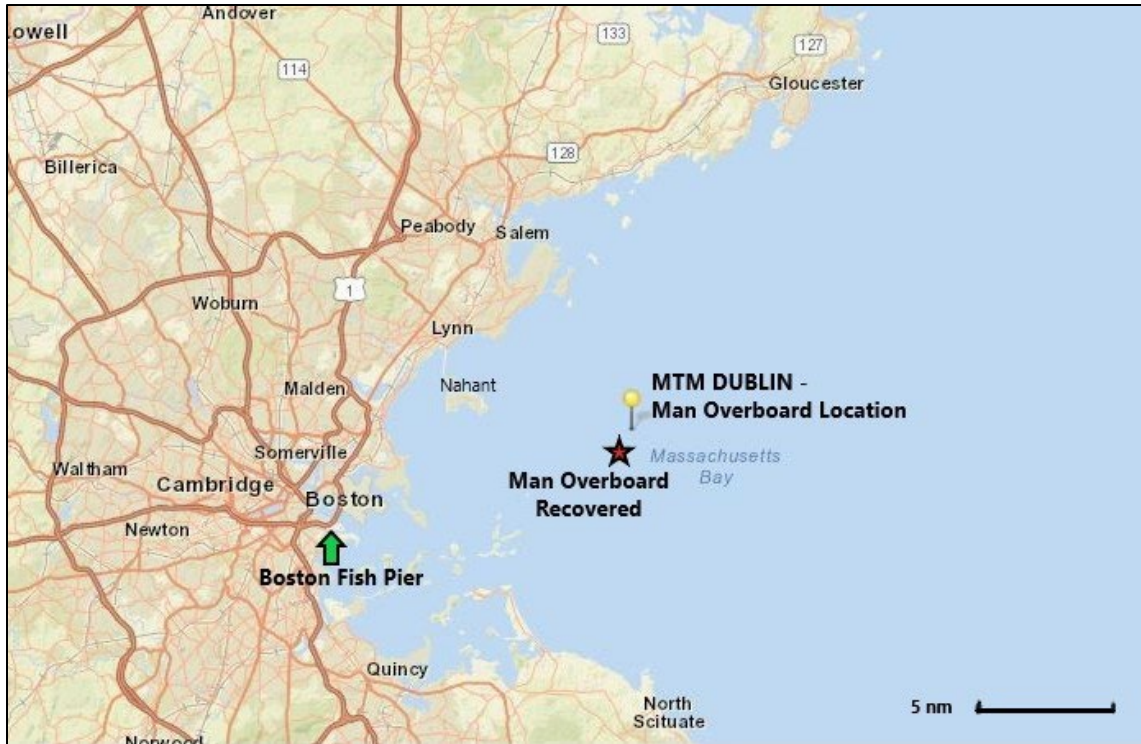 Andover
owell
133
127
114
Gloucester
Billerica
128
Peabody
Salem
1
Woburn
Lynn
Nahant
Malden
MTM DUBLIN -
Man Overboard Location
Somerville
Waltham
Massachusetts
Bay
Cambridge
Boston
Man Overboard
Recovered
Newton
Boston Fish Pier
Quincy
North
Scituate
5 nm
Norwood